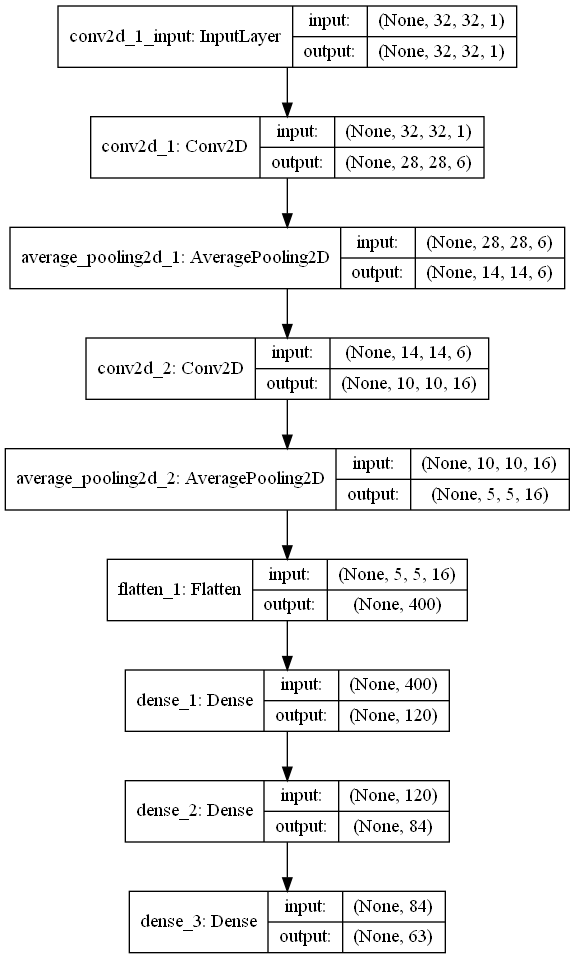 conv2d_1_input: InputLayer
input: (None, 32, 32, 1)
output: (None, 32, 32, 1)
conv2d_1: Conv2D
input: (None, 32, 32, 1)
output: (None, 28, 28, 6)
average_pooling2d_1: AveragePooling2D
input: (None, 28, 28, 6)
output: (None, 14, 14, 6)
conv2d_2: Conv2D
input: (None, 14, 14, 6)
output: (None, 10, 10, 16)
average_pooling2d_2: AveragePooling2D
input: (None, 10, 10, 16)
output: (None, 5, 5, 16)
flatten_1: Flatten
input: (None, 5, 5, 16)
output: (None, 400)
dense_1: Dense
input: (None, 400)
output: (None, 120)
dense_2: Dense
input: (None, 120)
output: (None, 84)
dense_3: Dense
input: (None, 84)
output: (None, 63)